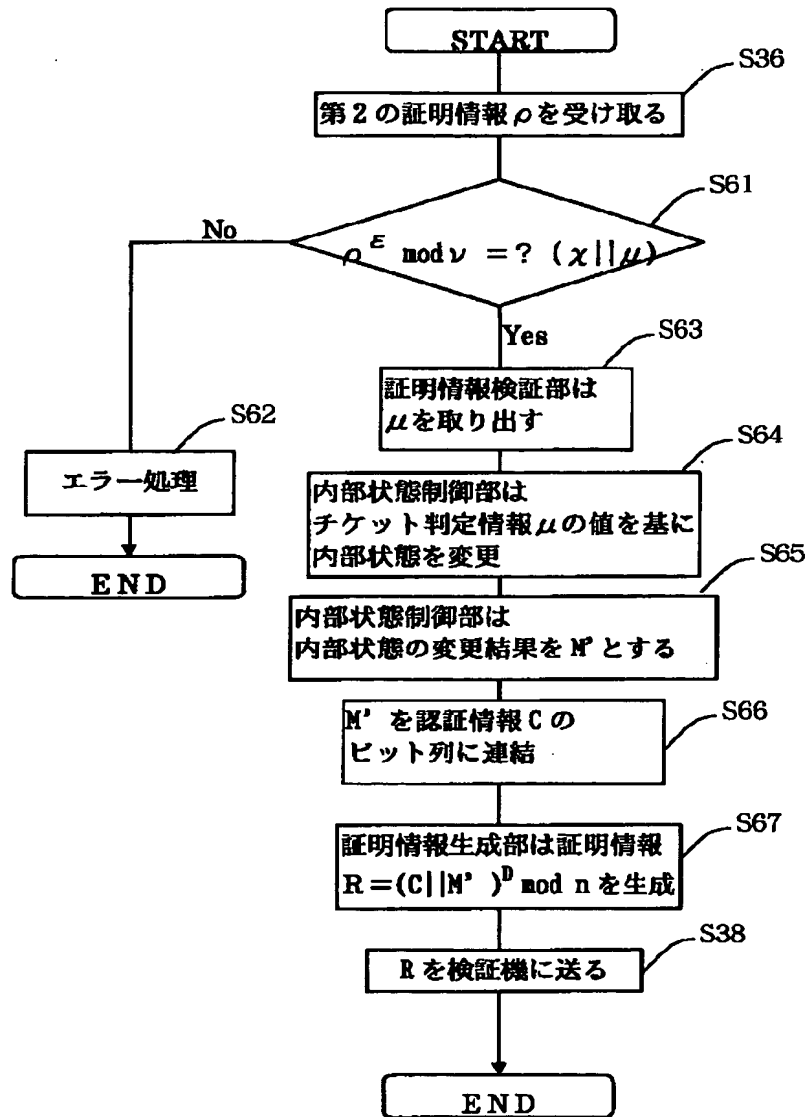 START
S36
第2の証明情報ρを受け取る
S61
No
ρ^ε mod ν =? (χ||μ)
Yes
S63
証明情報検証部は
μを取り出す
S62
エラー処理
END
S64
内部状態制御部は
チケット判定情報μの値を基に
内部状態を変更
S65
内部状態制御部は
内部状態の変更結果をM'とする
S66
M'を認証情報Cの
ビット列に連結
S67
証明情報生成部は証明情報
R=(C||M')^D mod nを生成
S38
Rを検証機に送る
END